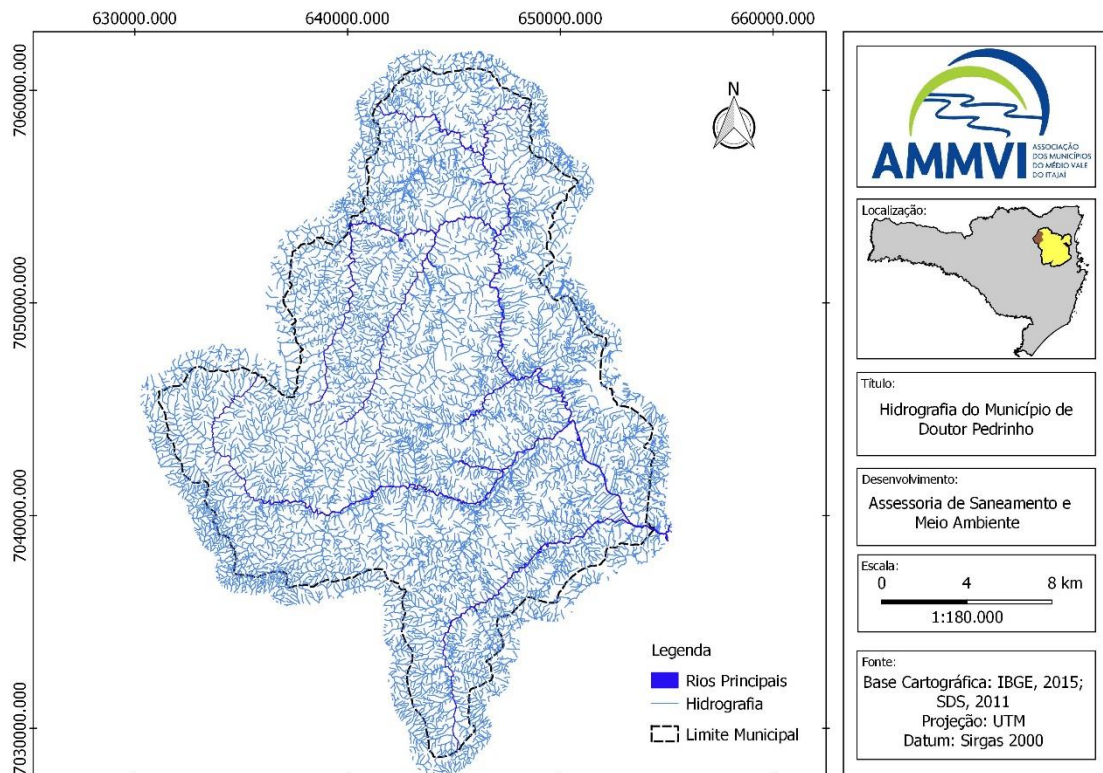 630000.000
640000.000
650000.000
660000.000
7060000.000
7050000.000
7040000.000
7030000.000
N
Legenda
Rios Principais
Hidrografia
Limite Municipal
AMMVI
ASSOCIAÇÃO
DOS MUNICÍPIOS
DO MÉDIO VALE
DO ITAJAÍ
Localização:
Título:
Hidrografia do Município de
Doutor Pedrinho
Desenvolvimento:
Assessoria de Saneamento e
Meio Ambiente
Escala:
0 4 8 km
1:180.000
Fonte:
Base Cartográfica: IBGE, 2015;
SDS, 2011
Projeção: UTM
Datum: Sirgas 2000